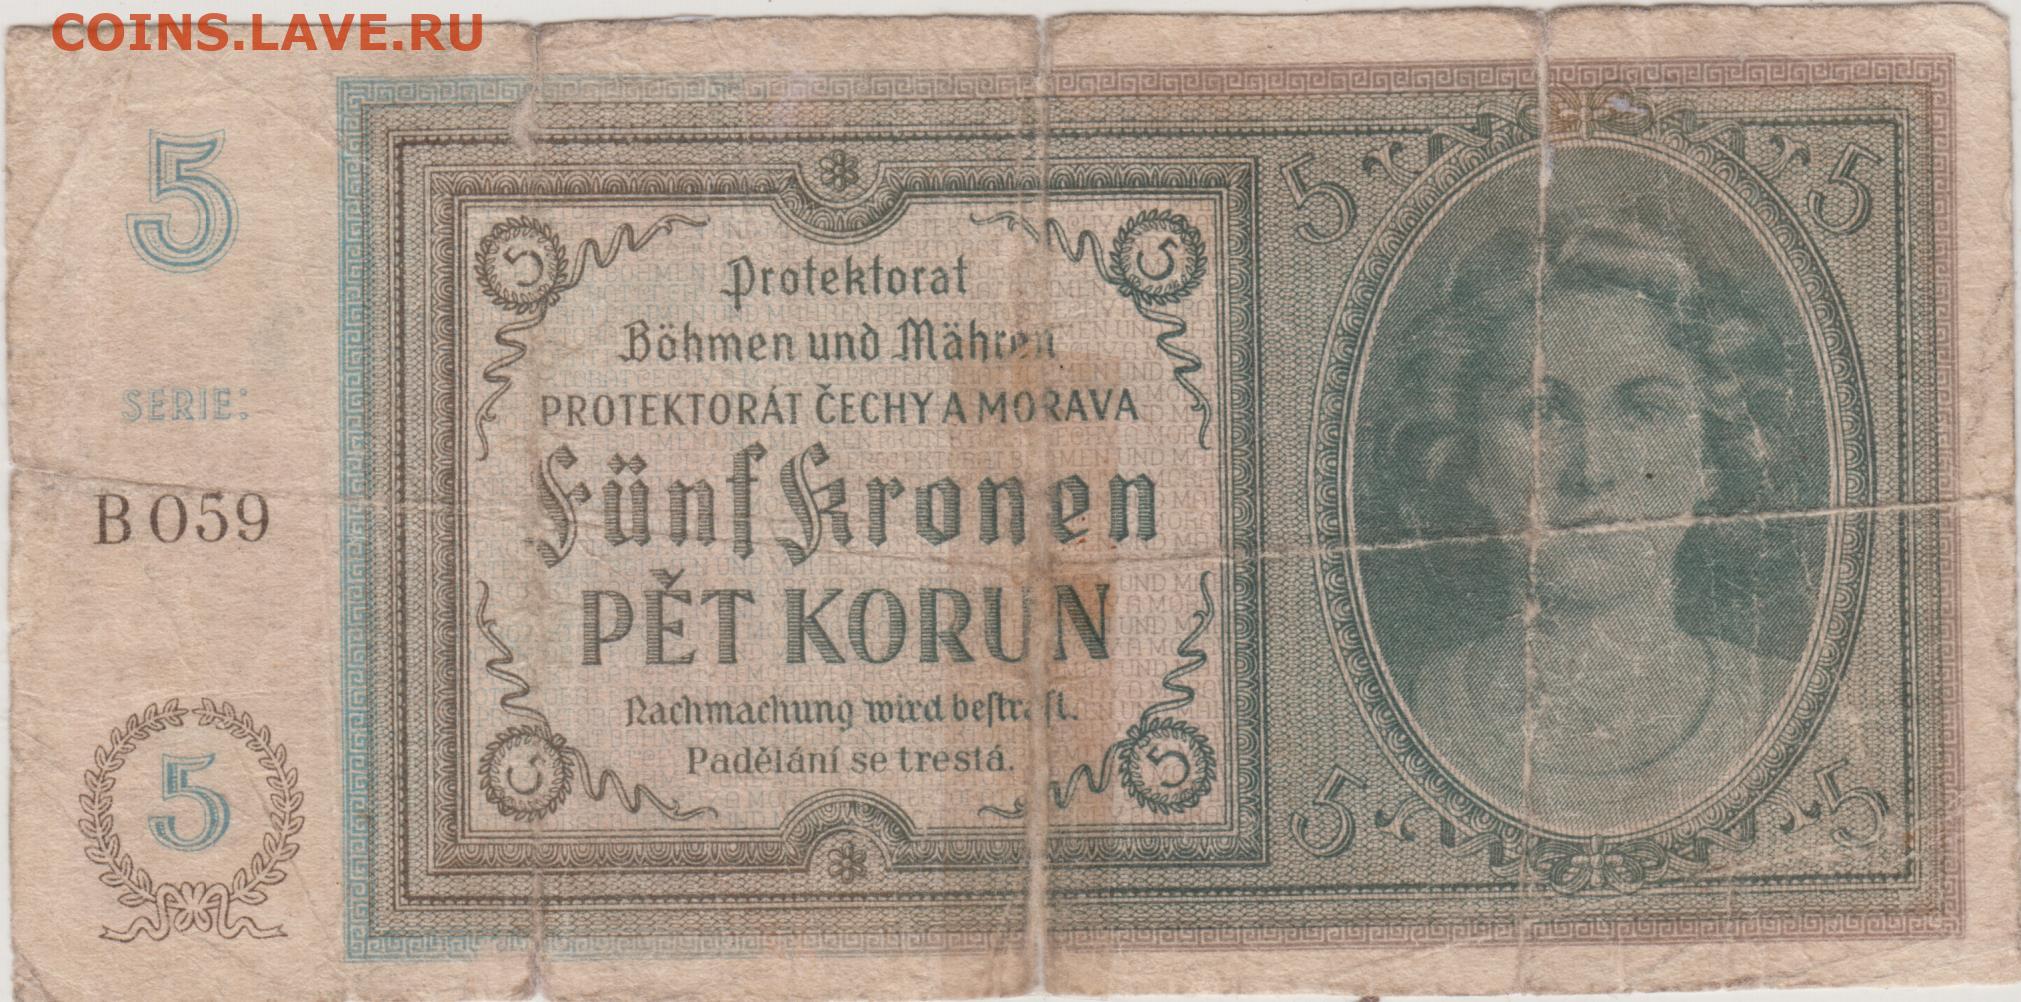 COINS.LAVE.RU
5
SERIE:
B 059
5
5 5
Protektorat
Böhmen und Mähren
PROTEKTORÁT ČECHY A MORAVA
Fünf Kronen
PĚT KORUN
Nachmachung wird bestraft.
Padělání se trestá.
5 5
5 5
5 5